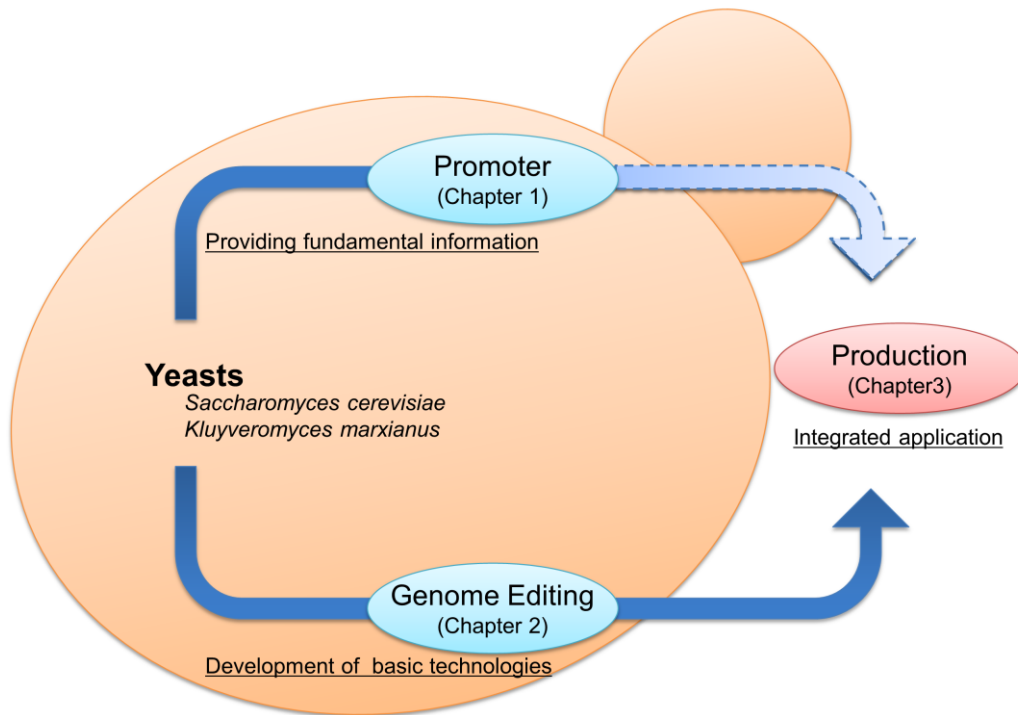 Promoter
(Chapter 1)
Providing fundamental information
Yeasts
Saccharomyces cerevisiae
Kluyveromyces marxianus
Production
(Chapter3)
Integrated application
Genome Editing
(Chapter 2)
Development of  basic technologies